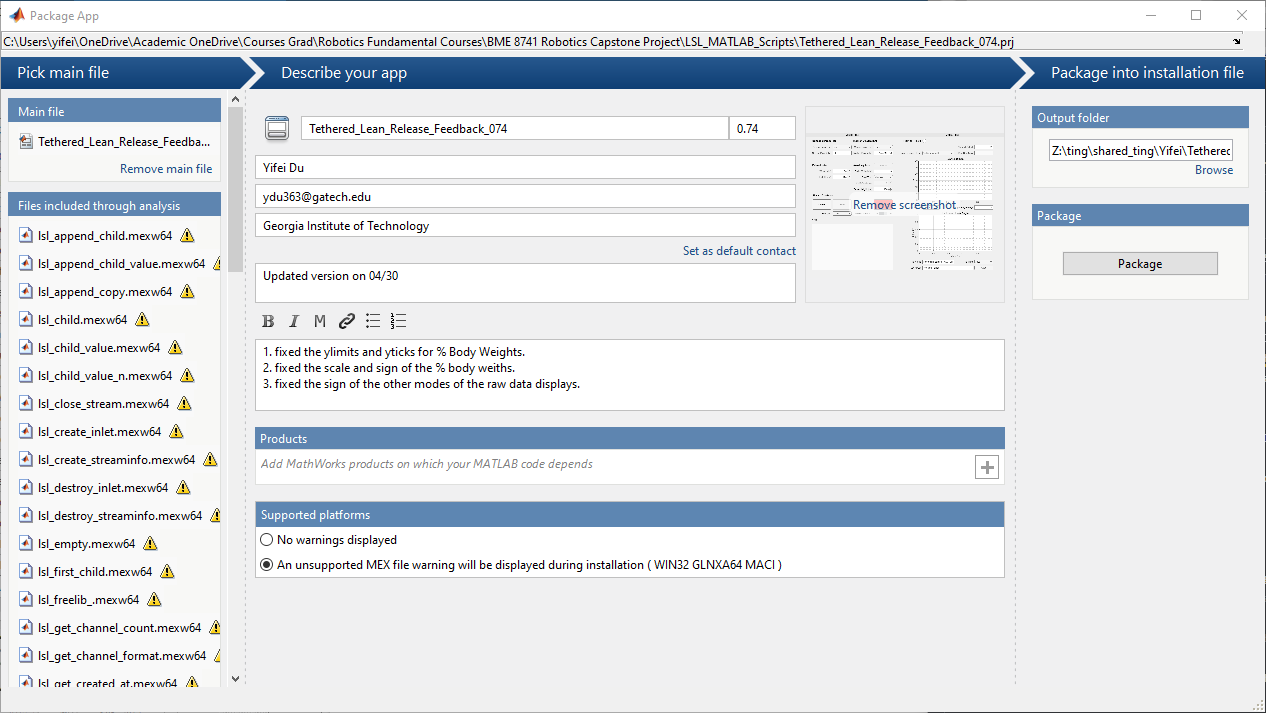 Package App
C:\Users\yifei\OneDrive\Academic OneDrive\Courses Grad\Robotics Fundamental Courses\BME 8741 Robotics Capstone Project\LSL_MATLAB_Scripts\Tethered_Lean_Release_Feedback_074.prj
Pick main file
Describe your app
Package into installation file
Main file
Tethered_Lean_Release_Feedba...
Remove main file
Files included through analysis
lsl_append_child.mexw64
lsl_append_child_value.mexw64
lsl_append_copy.mexw64
lsl_child.mexw64
lsl_child_value.mexw64
lsl_child_value_n.mexw64
lsl_close_stream.mexw64
lsl_create_inlet.mexw64
lsl_create_streaminfo.mexw64
lsl_destroy_inlet.mexw64
lsl_destroy_streaminfo.mexw64
lsl_empty.mexw64
lsl_first_child.mexw64
lsl_freelib_.mexw64
lsl_get_channel_count.mexw64
lsl_get_channel_format.mexw64
lsl_get_created_at.mexw64
Tethered_Lean_Release_Feedback_074
0.74
Yifei Du
ydu363@gatech.edu
Georgia Institute of Technology
Set as default contact
Remove screenshot
Updated version on 04/30
B I M
1. fixed the ylimits and yticks for % Body Weights.
2. fixed the scale and sign of the % body weiths.
3. fixed the sign of the other modes of the raw data displays.
Products
Add MathWorks products on which your MATLAB code depends
Supported platforms
No warnings displayed
An unsupported MEX file warning will be displayed during installation ( WIN32 GLNXA64 MACI )
Output folder
Z:\ting\shared_ting\Yifei\Tetherec
Browse
Package
Package